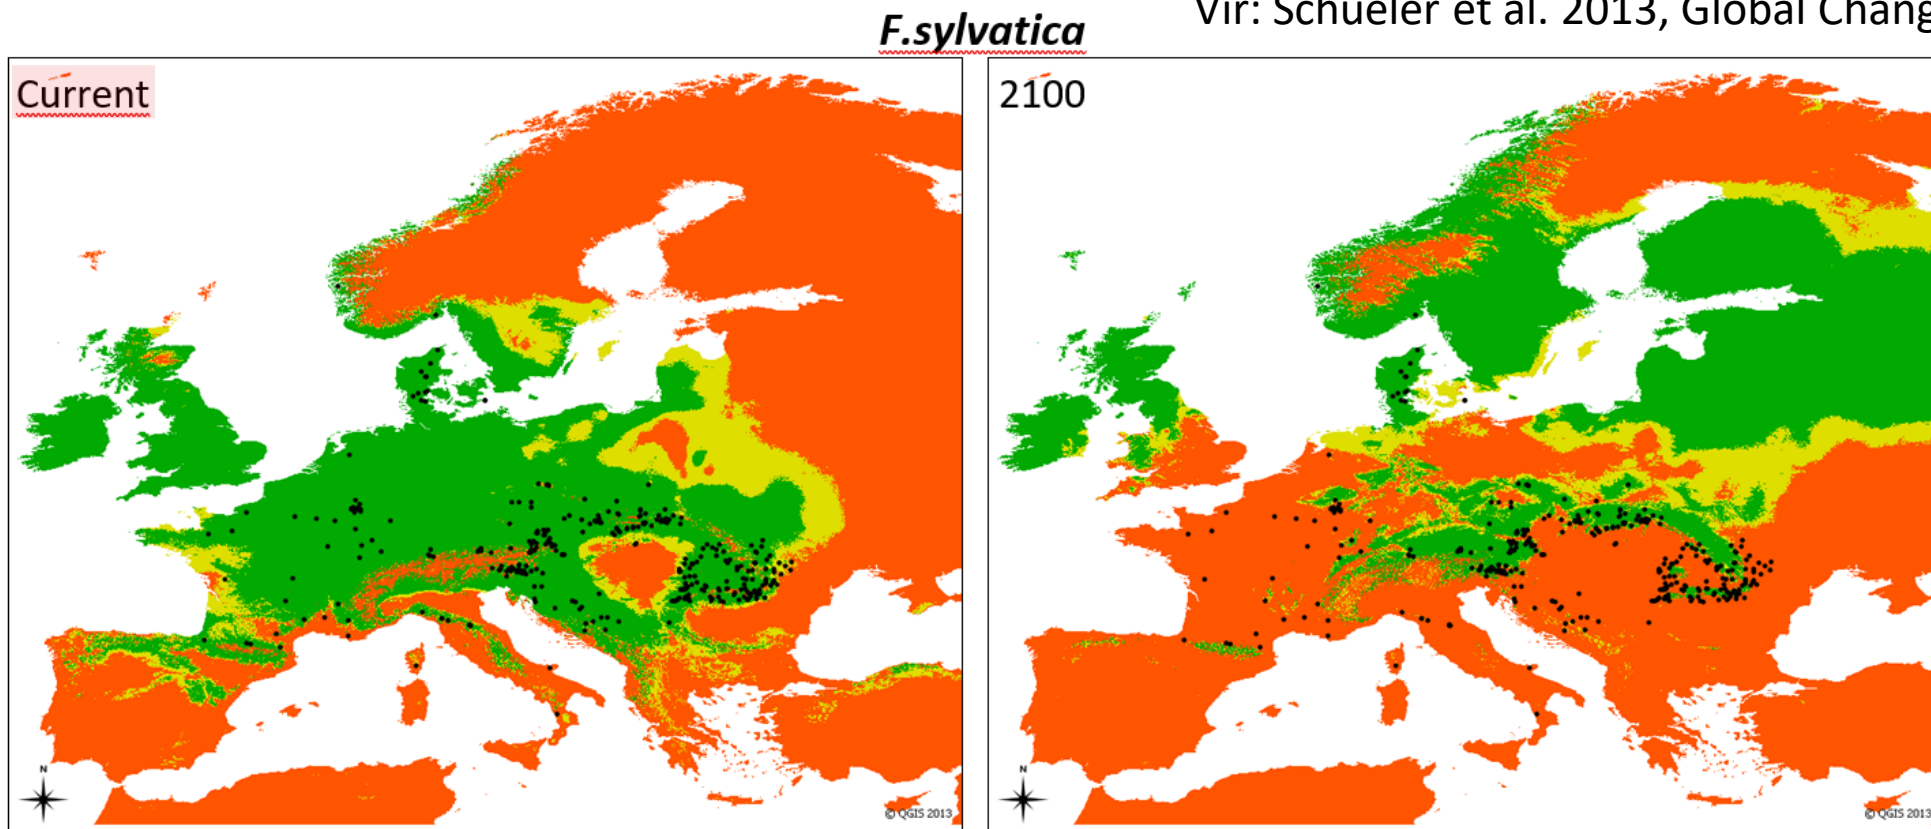 Vir: Schueler et al. 2013, Global Chang
F.sylvatica
Current
2100
N
© QGIS 2013
N
© QGIS 2013